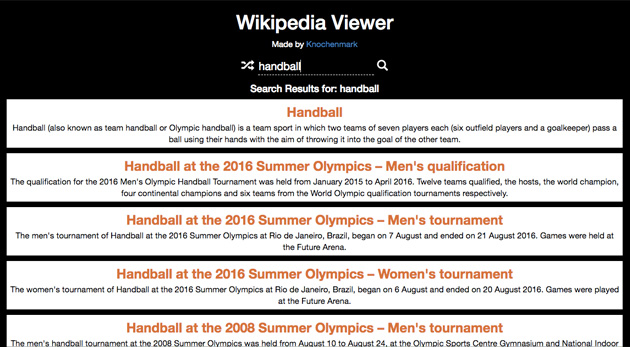 Wikipedia Viewer
Made by Knochenmark
handball
Search Results for: handball
Handball
Handball (also known as team handball or Olympic handball) is a team sport in which two teams of seven players each (six outfield players and a goalkeeper) pass a
ball using their hands with the aim of throwing it into the goal of the other team.
Handball at the 2016 Summer Olympics – Men's qualification
The qualification for the 2016 Men's Olympic Handball Tournament was held from January 2015 to April 2016. Twelve teams qualified, the hosts, the world champion,
four continental champions and six teams from the World Olympic qualification tournaments respectively.
Handball at the 2016 Summer Olympics – Men's tournament
The men's tournament of Handball at the 2016 Summer Olympics at Rio de Janeiro, Brazil, began on 7 August and ended on 21 August 2016. Games were held at
the Future Arena.
Handball at the 2016 Summer Olympics – Women's tournament
The women's tournament of Handball at the 2016 Summer Olympics at Rio de Janeiro, Brazil, began on 6 August and ended on 20 August 2016. Games were played
at the Future Arena.
Handball at the 2008 Summer Olympics – Men's tournament
The men's handball tournament at the 2008 Summer Olympics was held from August 10 to August 24, at the Olympic Sports Centre Gymnasium and National Indoor